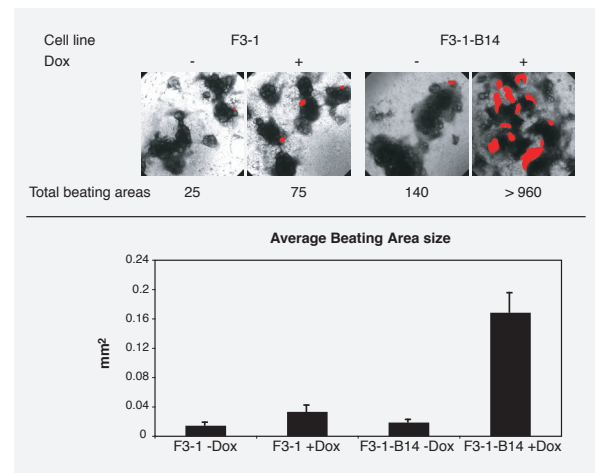 Cell line F3-1 F3-1-B14
Dox - + - +
Total beating areas 25 75 140 > 960
Average Beating Area size
0.24
0.2
0.16
0.12
0.08
0.04
0
mm²
F3-1 -Dox F3-1 +Dox F3-1-B14 -Dox F3-1-B14 +Dox